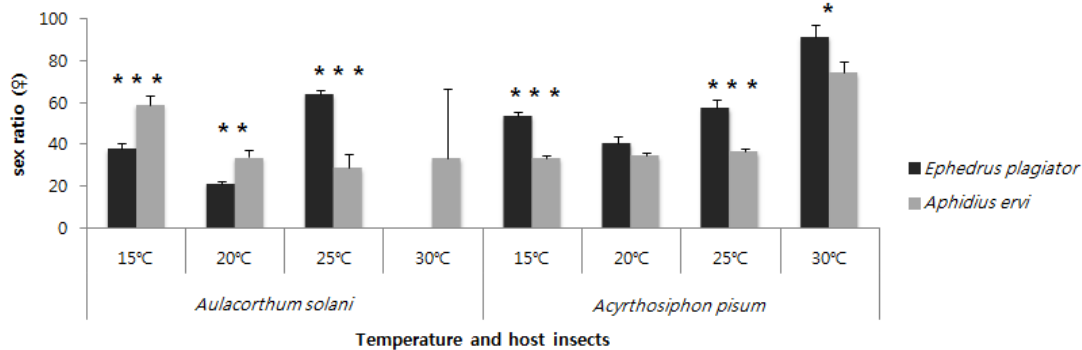 100
80
60
40
20
0
sex ratio (♀)
* * *
* *
* * *
* * *
* * *
*
15℃ 20℃ 25℃ 30℃ 15℃ 20℃ 25℃ 30℃
Aulacorthum solani Acyrthosiphon pisum
Temperature and host insects
Ephedrus plagiator
Aphidius ervi